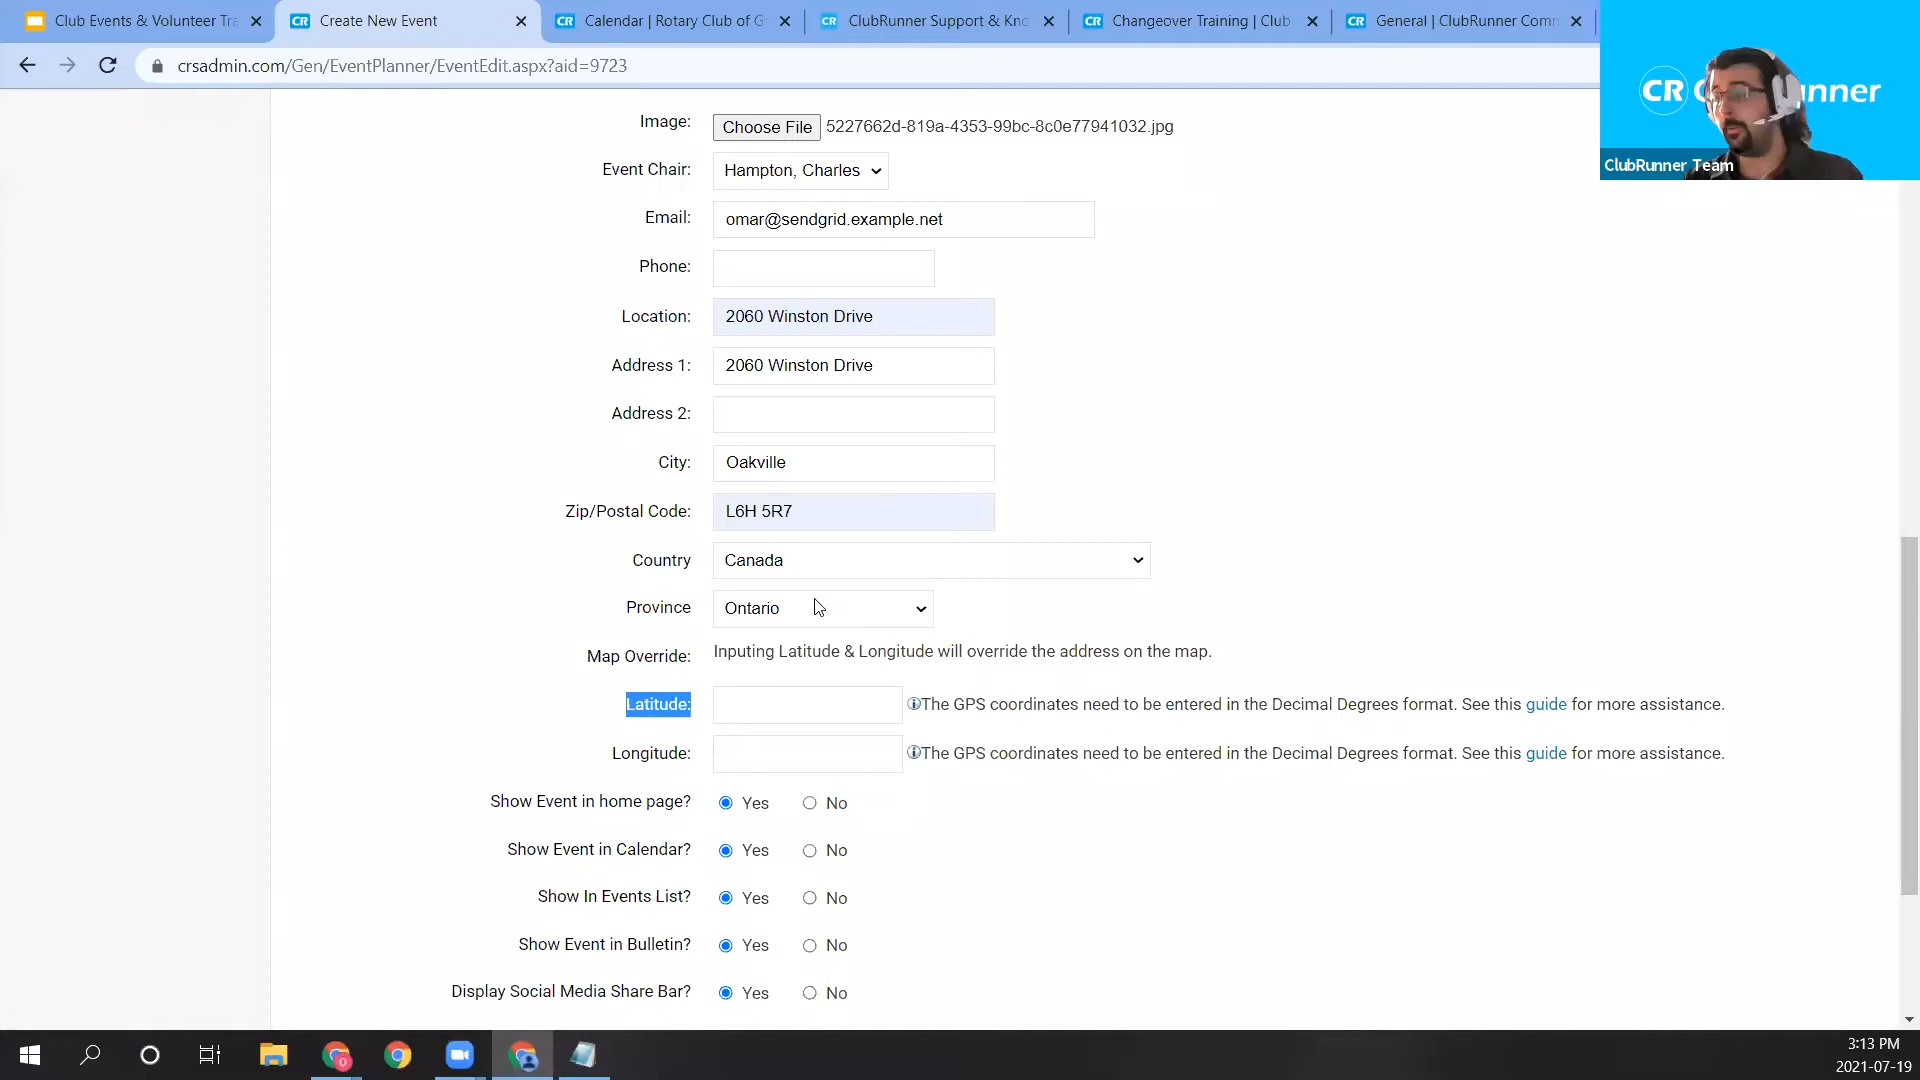 Club Events & Volunteer Tra
Create New Event
CR Calendar | Rotary Club of G
CR ClubRunner Support & Kno
CR Changeover Training | Club
CR General | ClubRunner Comm
crsadmin.com/Gen/EventPlanner/EventEdit.aspx?aid=9723
CR
unner
ClubRunner Team
Image: Choose File 5227662d-819a-4353-99bc-8c0e77941032.jpg
Event Chair: Hampton, Charles
Email: omar@sendgrid.example.net
Phone:
Location: 2060 Winston Drive
Address 1: 2060 Winston Drive
Address 2:
City: Oakville
Zip/Postal Code: L6H 5R7
Country Canada
Province Ontario
Map Override: Inputing Latitude & Longitude will override the address on the map.
Latitude: The GPS coordinates need to be entered in the Decimal Degrees format. See this guide for more assistance.
Longitude: The GPS coordinates need to be entered in the Decimal Degrees format. See this guide for more assistance.
Show Event in home page? Yes No
Show Event in Calendar? Yes No
Show In Events List? Yes No
Show Event in Bulletin? Yes No
Display Social Media Share Bar? Yes No
3:13 PM
2021-07-19